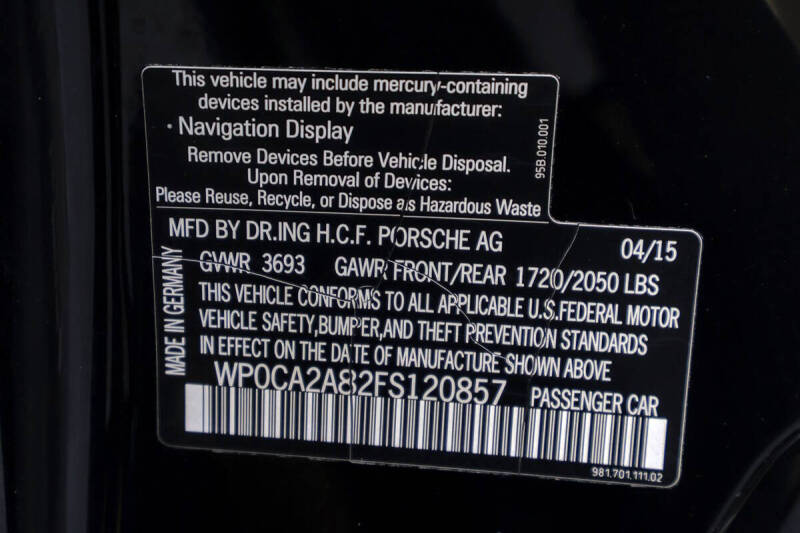 This vehicle may include mercury-containing
devices installed by the manufacturer:
• Navigation Display
Remove Devices Before Vehicle Disposal.
Upon Removal of Devices:
Please Reuse, Recycle, or Dispose as Hazardous Waste
95B.010.001
MFD BY DR.ING H.C.F. PORSCHE AG 04/15
GVWR 3693 GAWR FRONT/REAR 1720/2050 LBS
THIS VEHICLE CONFORMS TO ALL APPLICABLE U.S.FEDERAL MOTOR
VEHICLE SAFETY,BUMPER,AND THEFT PREVENTION STANDARDS
IN EFFECT ON THE DATE OF MANUFACTURE SHOWN ABOVE
MADE IN GERMANY
WP0CA2A82FS120857 PASSENGER CAR
981.701.111.02